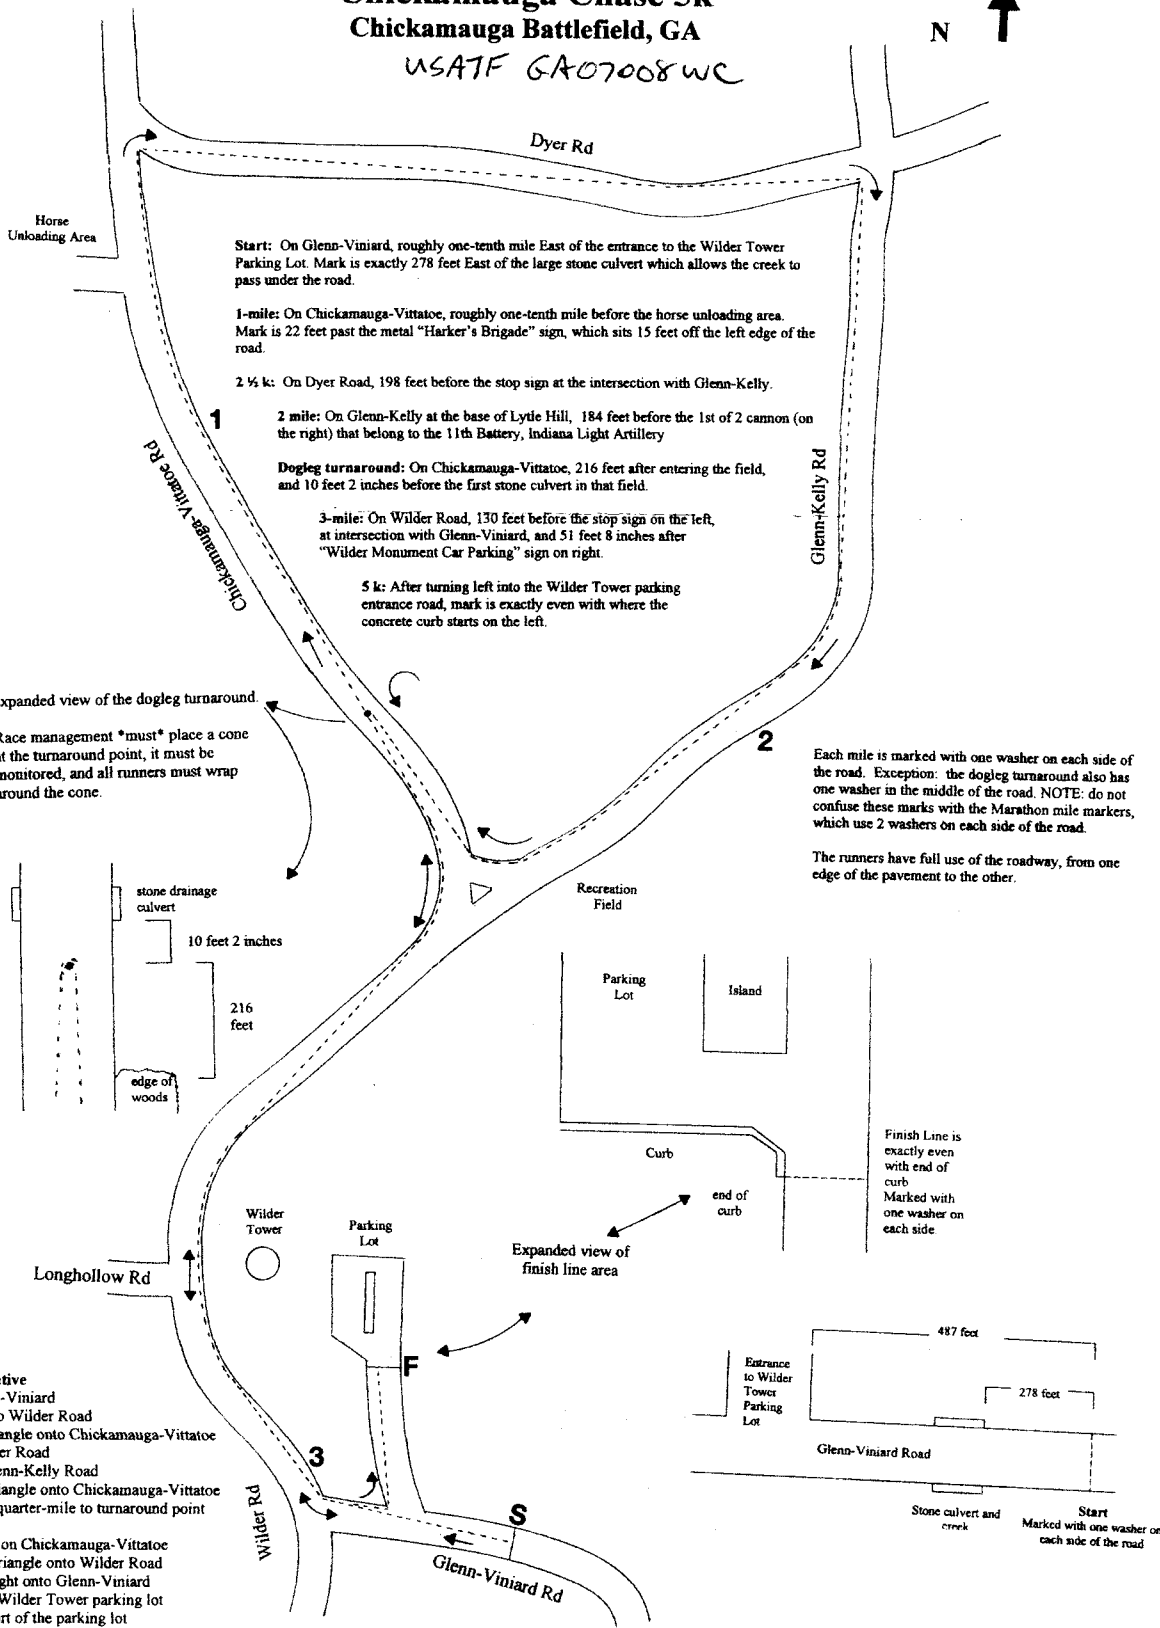 Chickamauga Chase 5k
Chickamauga Battlefield, GA
USATF GA07008WC
N
Dyer Rd
Horse
Unloading Area
Start: On Glenn-Viniard, roughly one-tenth mile East of the entrance to the Wilder Tower
Parking Lot. Mark is exactly 278 feet East of the large stone culvert which allows the creek to
pass under the road.
1-mile: On Chickamauga-Vittatoe, roughly one-tenth mile before the horse unloading area.
Mark is 22 feet past the metal "Harker's Brigade" sign, which sits 15 feet off the left edge of the
road.
2 ½ k: On Dyer Road, 198 feet before the stop sign at the intersection with Glenn-Kelly.
2 mile: On Glenn-Kelly at the base of Lytle Hill, 184 feet before the 1st of 2 cannon (on
the right) that belong to the 11th Battery, Indiana Light Artillery
Dogleg turnaround: On Chickamauga-Vittatoe, 216 feet after entering the field,
and 10 feet 2 inches before the first stone culvert in that field.
3-mile: On Wilder Road, 130 feet before the stop sign on the left,
at intersection with Glenn-Viniard, and 51 feet 8 inches after
"Wilder Monument Car Parking" sign on right.
5 k: After turning left into the Wilder Tower parking
entrance road, mark is exactly even with where the
concrete curb starts on the left.
1
Chickamauga-Vittatoe Rd
Glenn-Kelly Rd
xpanded view of the dogleg turnaround.
Race management *must* place a cone
t the turnaround point, it must be
monitored, and all runners must wrap
around the cone.
2
Each mile is marked with one washer on each side of
the road. Exception: the dogleg turnaround also has
one washer in the middle of the road. NOTE: do not
confuse these marks with the Marathon mile markers,
which use 2 washers on each side of the road.
The runners have full use of the roadway, from one
edge of the pavement to the other.
stone drainage
culvert
10 feet 2 inches
216
feet
edge of
woods
Recreation
Field
Parking
Lot
Island
Curb
end of
curb
Finish Line is
exactly even
with end of
curb
Marked with
one washer on
each side
Wilder
Tower
Parking
Lot
Expanded view of
finish line area
Longhollow Rd
F
487 feet
Entrance
to Wilder
Tower
Parking
Lot
278 feet
Glenn-Viniard Road
Stone culvert and
creek
Start
Marked with one washer on
each side of the road
3
S
Wilder Rd
Glenn-Viniard Rd
tive
-Viniard
o Wilder Road
angle onto Chickamauga-Vittatoe
er Road
enn-Kelly Road
iangle onto Chickamauga-Vittatoe
quarter-mile to turnaround point
on Chickamauga-Vittatoe
riangle onto Wilder Road
ght onto Glenn-Viniard
Wilder Tower parking lot
rt of the parking lot